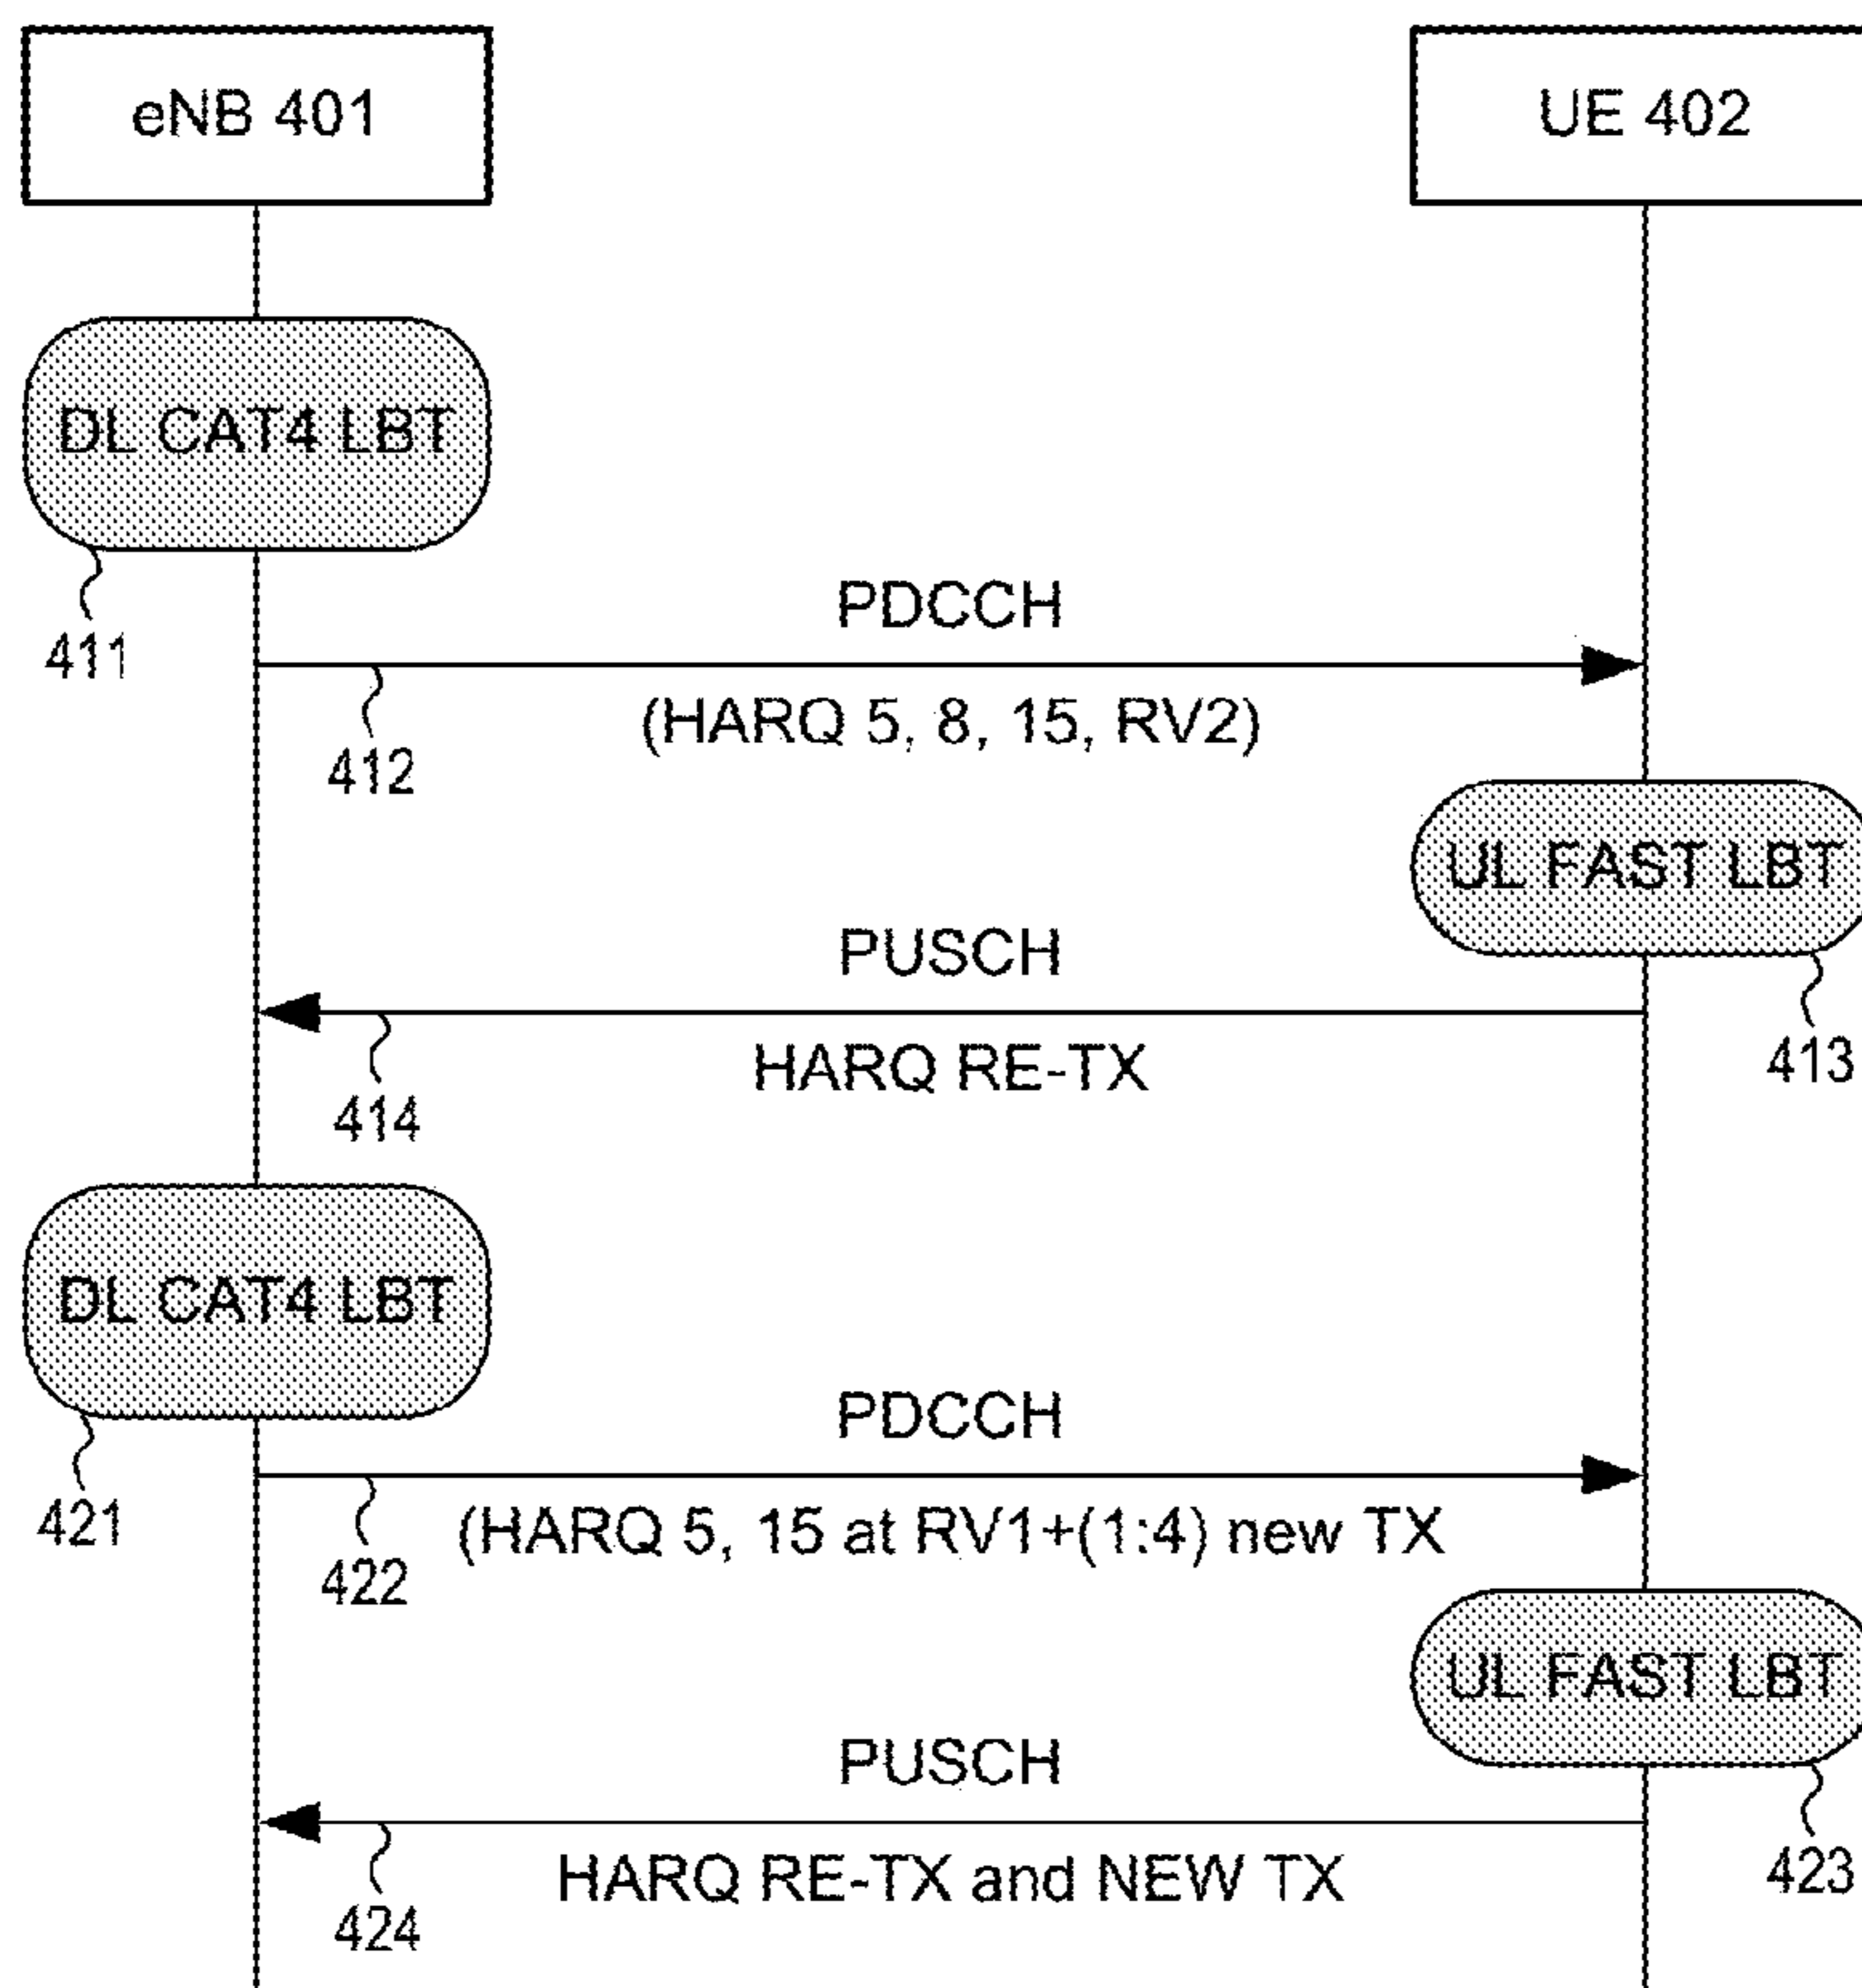 eNB 401
UE 402
DL CAT4 LBT
411
PDCCH
(HARQ 5, 8, 15, RV2)
412
UL FAST LBT
413
PUSCH
HARQ RE-TX
414
DL CAT4 LBT
421
PDCCH
(HARQ 5, 15 at RV1+(1:4) new TX
422
UL FAST LBT
423
PUSCH
HARQ RE-TX and NEW TX
424